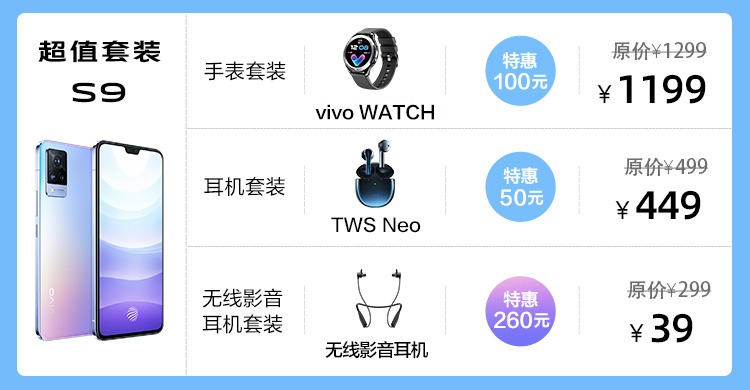 超值套装
S9
手表套装
vivo WATCH
特惠
100元
原价¥1299
¥1199
耳机套装
TWS Neo
特惠
50元
原价¥499
¥449
无线影音
耳机套装
无线影音耳机
特惠
260元
原价¥299
¥39
vivo